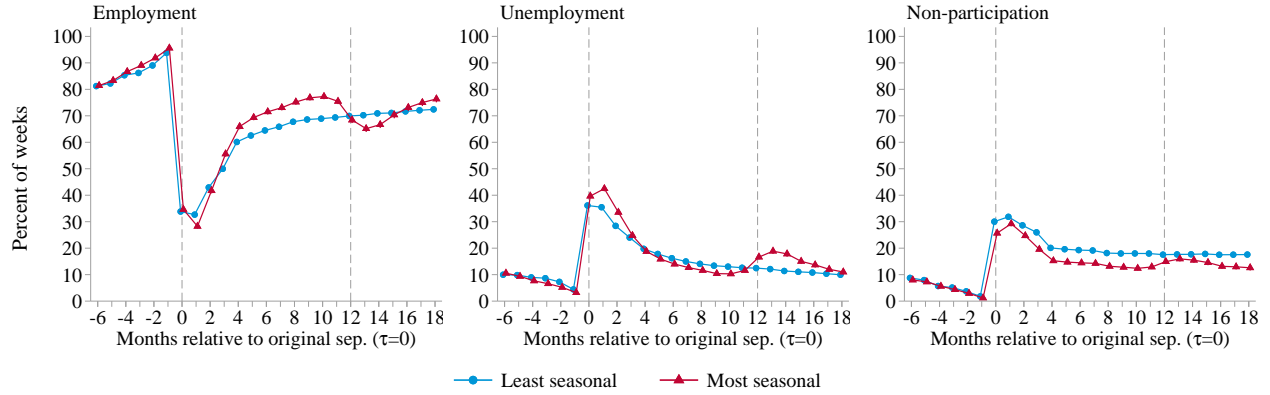 Employment
Unemployment
Non-participation
Percent of weeks
100
90
80
70
60
50
40
30
20
10
0
-6 -4 -2 0 2 4 6 8 10 12 14 16 18
Months relative to original sep. (τ=0)
100
90
80
70
60
50
40
30
20
10
0
-6 -4 -2 0 2 4 6 8 10 12 14 16 18
Months relative to original sep. (τ=0)
100
90
80
70
60
50
40
30
20
10
0
-6 -4 -2 0 2 4 6 8 10 12 14 16 18
Months relative to original sep. (τ=0)
Least seasonal
Most seasonal